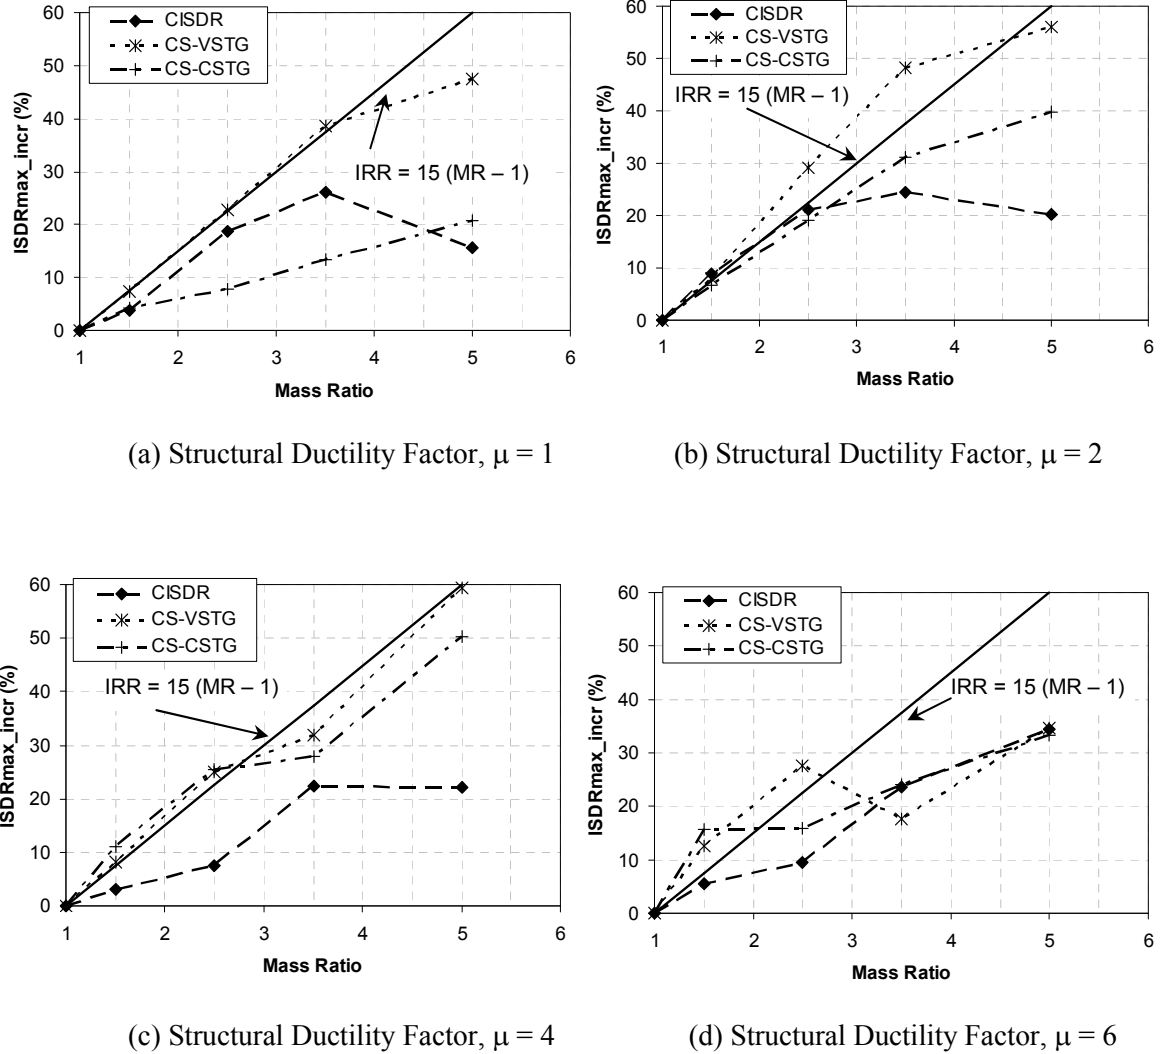 60
50
40
30
20
10
0
ISDRmax_incr (%)
CISDR
CS-VSTG
CS-CSTG
IRR = 15 (MR – 1)
1 2 3 4 5 6
Mass Ratio
(a) Structural Ductility Factor, μ = 1
60
50
40
30
20
10
0
ISDRmax_incr (%)
CISDR
CS-VSTG
CS-CSTG
IRR = 15 (MR – 1)
1 2 3 4 5 6
Mass Ratio
(b) Structural Ductility Factor, μ = 2
60
50
40
30
20
10
0
ISDRmax_incr (%)
CISDR
CS-VSTG
CS-CSTG
IRR = 15 (MR – 1)
1 2 3 4 5 6
Mass Ratio
(c) Structural Ductility Factor, μ = 4
60
50
40
30
20
10
0
ISDRmax_incr (%)
CISDR
CS-VSTG
CS-CSTG
IRR = 15 (MR – 1)
1 2 3 4 5 6
Mass Ratio
(d) Structural Ductility Factor, μ = 6